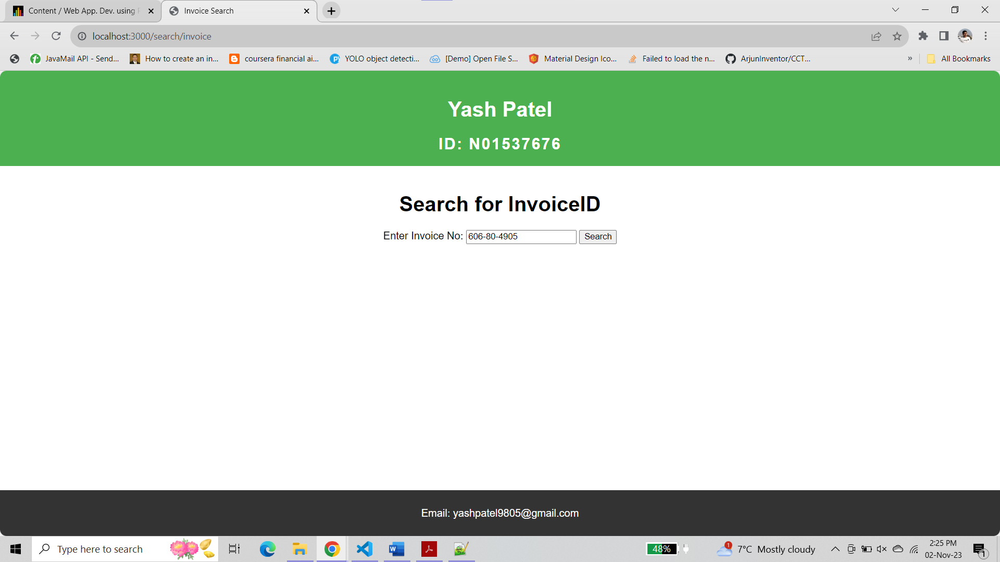 Content / Web App. Dev. using
Invoice Search
localhost:3000/search/invoice
JavaMail API - Send...
How to create an in...
coursera financial ai...
YOLO object detecti...
[Demo] Open File S...
Material Design Ico...
Failed to load the n...
ArjunInventor/CCT...
»
All Bookmarks
Yash Patel
ID: N01537676
Search for InvoiceID
Enter Invoice No: 606-80-4905 Search
Email: yashpatel9805@gmail.com
Type here to search
48%
1
7°C Mostly cloudy
2:25 PM
02-Nov-23
1